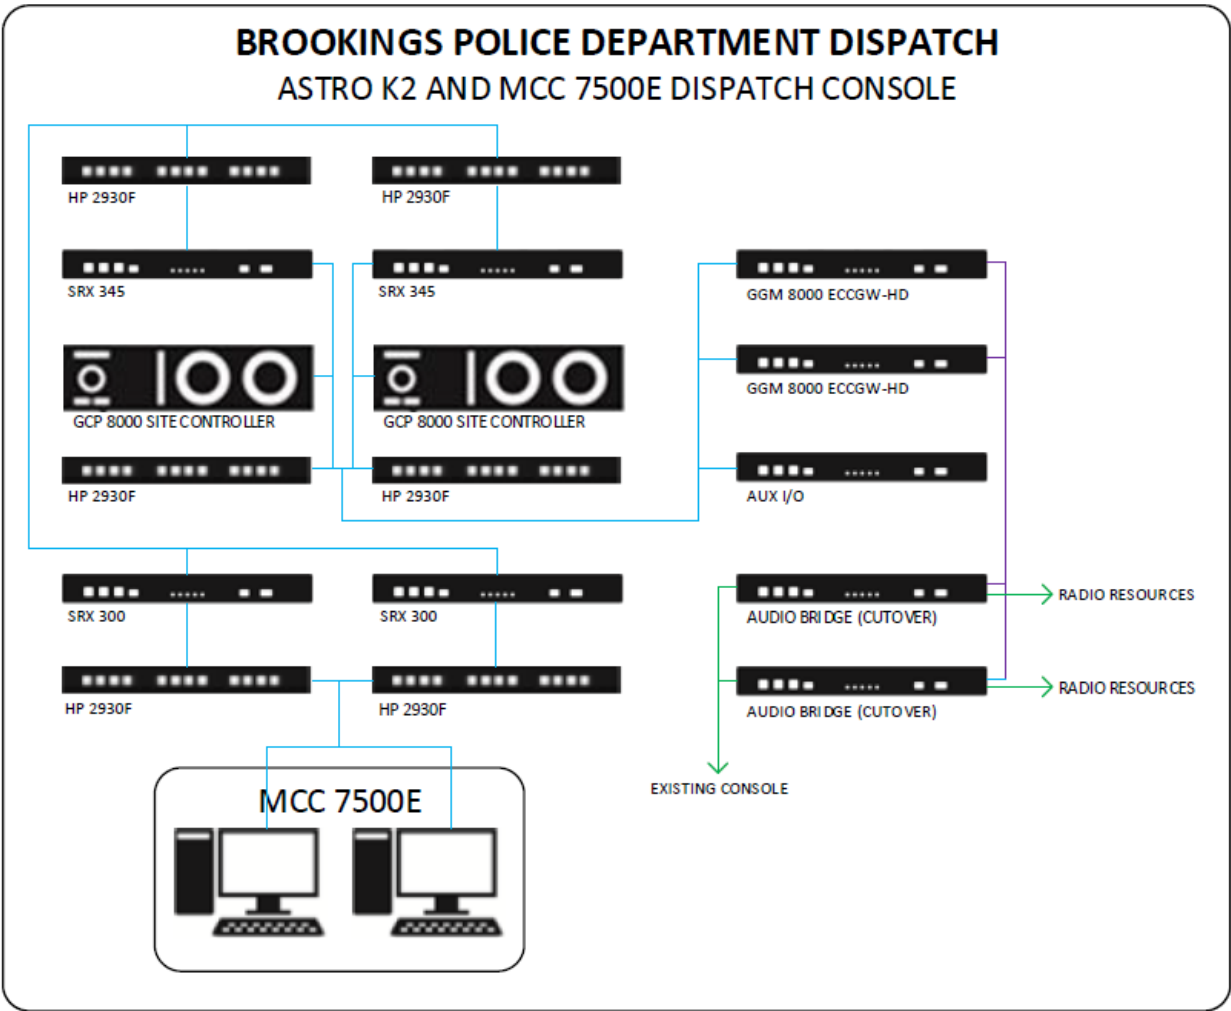 BROOKINGS POLICE DEPARTMENT DISPATCH
ASTRO K2 AND MCC 7500E DISPATCH CONSOLE
HP 2930F
HP 2930F
SRX 345
SRX 345
GGM 8000 ECCGW-HD
GCP 8000 SITE CONTROLLER
GCP 8000 SITE CONTROLLER
GGM 8000 ECCGW-HD
HP 2930F
HP 2930F
AUX I/O
SRX 300
SRX 300
AUDIO BRIDGE (CUTOVER)
RADIO RESOURCES
HP 2930F
HP 2930F
AUDIO BRIDGE (CUTOVER)
RADIO RESOURCES
EXISTING CONSOLE
MCC 7500E